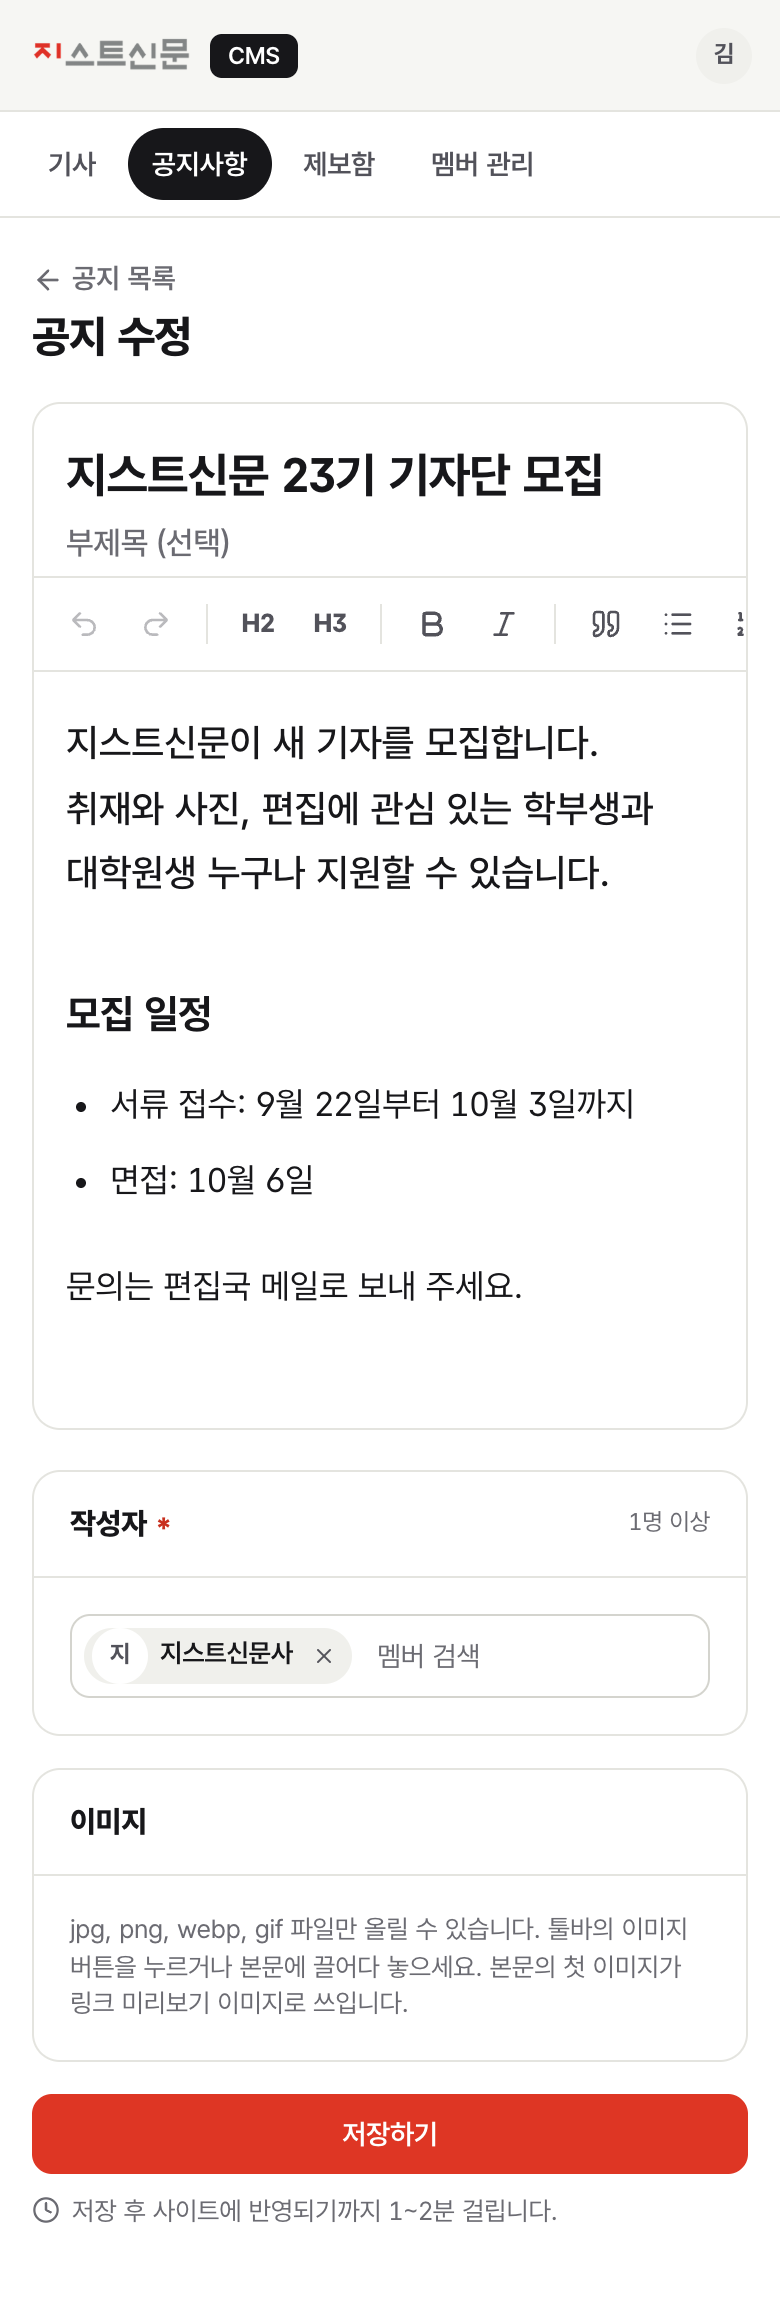 지스트신문 CMS 김
기사 공지사항 제보함 멤버 관리
← 공지 목록
공지 수정
지스트신문 23기 기자단 모집
부제목 (선택)
H2 H3 B I
지스트신문이 새 기자를 모집합니다.
취재와 사진, 편집에 관심 있는 학부생과
대학원생 누구나 지원할 수 있습니다.
모집 일정
• 서류 접수: 9월 22일부터 10월 3일까지
• 면접: 10월 6일
문의는 편집국 메일로 보내 주세요.
작성자 * 1명 이상
지 지스트신문사 × 멤버 검색
이미지
jpg, png, webp, gif 파일만 올릴 수 있습니다. 툴바의 이미지
버튼을 누르거나 본문에 끌어다 놓으세요. 본문의 첫 이미지가
링크 미리보기 이미지로 쓰입니다.
저장하기
저장 후 사이트에 반영되기까지 1~2분 걸립니다.